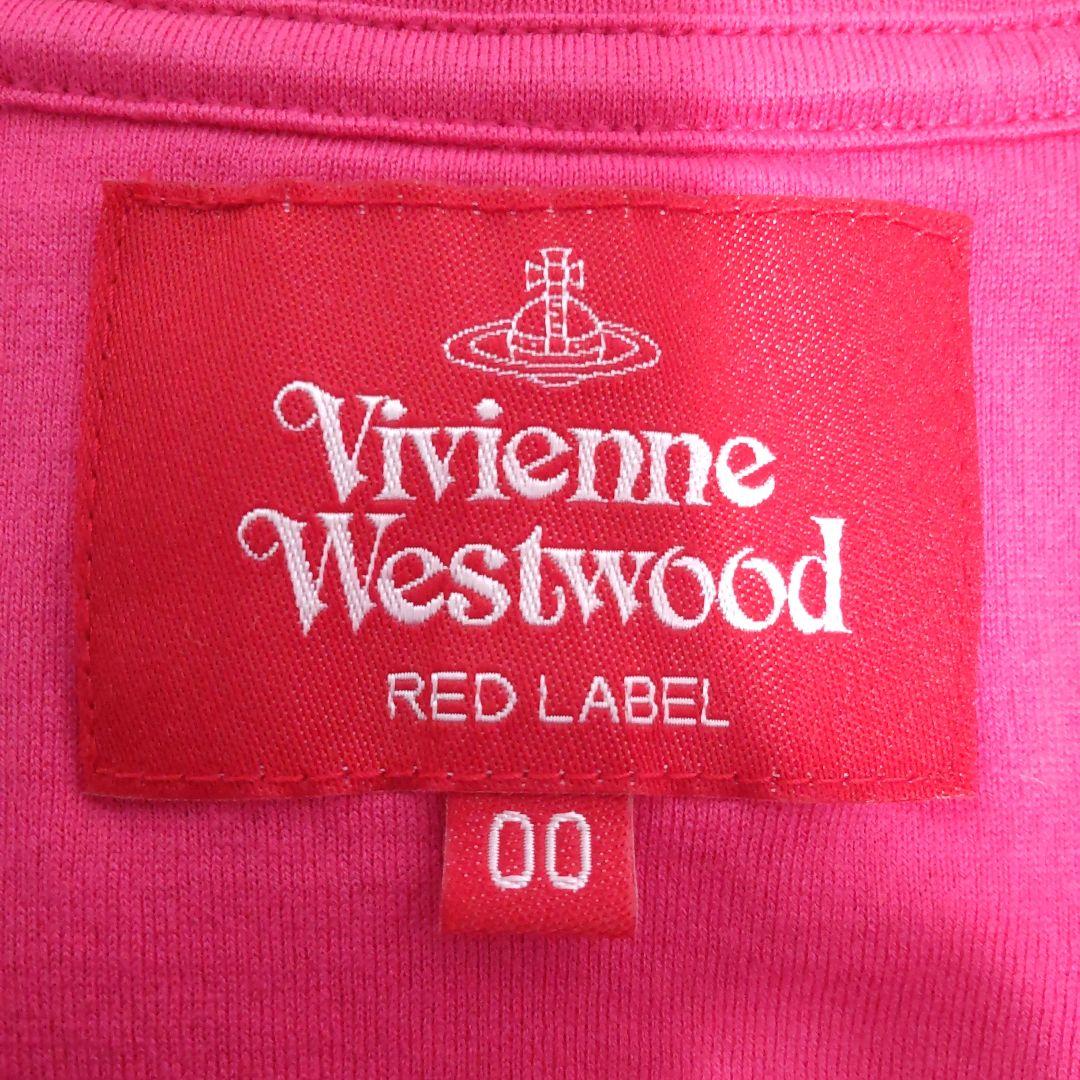 Vivienne
Westwood
RED LABEL
00